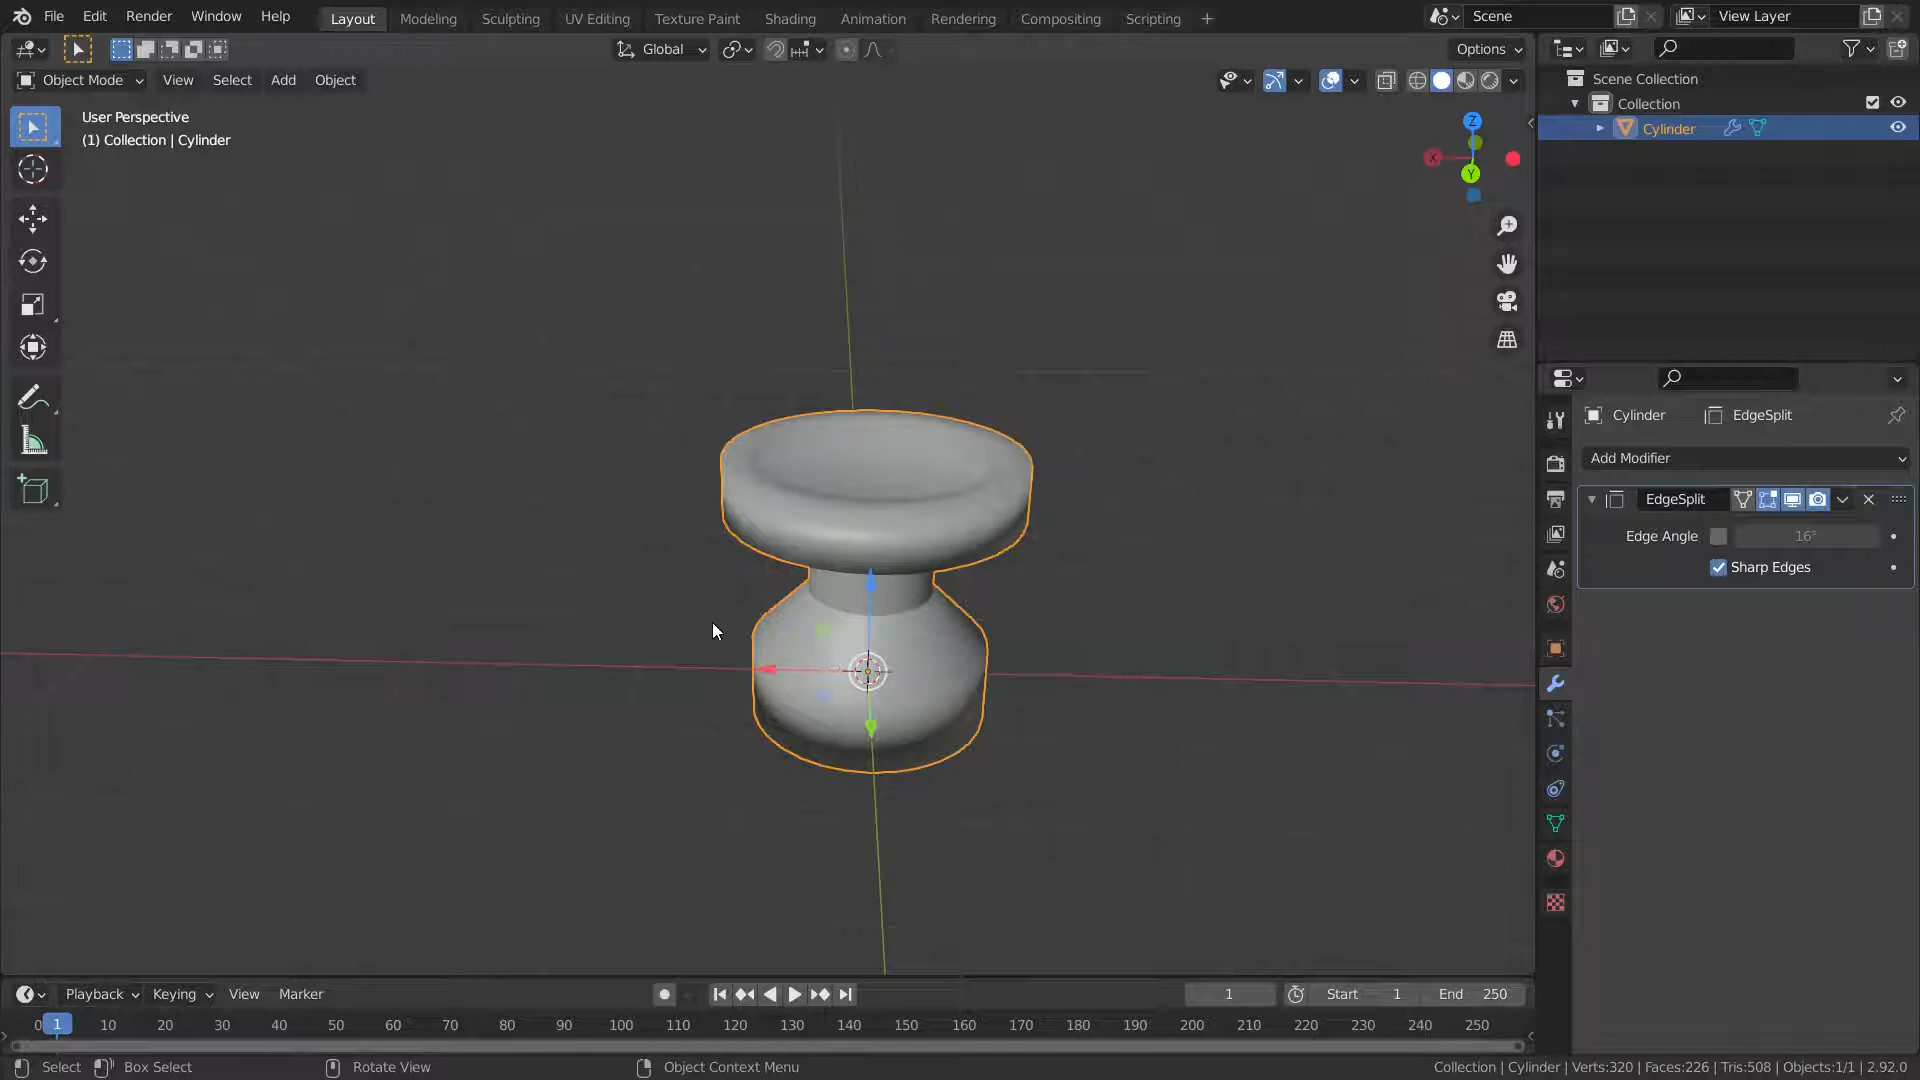 File Edit Render Window Help Layout Modeling Sculpting UV Editing Texture Paint Shading Animation Rendering Compositing Scripting + Scene View Layer
Global Options
Object Mode View Select Add Object
User Perspective
(1) Collection | Cylinder
Z
X
Y
Scene Collection
Collection
Cylinder
Cylinder EdgeSplit
Add Modifier
EdgeSplit
Edge Angle 16°
Sharp Edges
Playback Keying View Marker 1 Start 1 End 250
0 1 10 20 30 40 50 60 70 80 90 100 110 120 130 140 150 160 170 180 190 200 210 220 230 240 250
Select Box Select Rotate View Object Context Menu Collection | Cylinder | Verts:320 | Faces:226 | Tris:508 | Objects:1/1 | 2.92.0